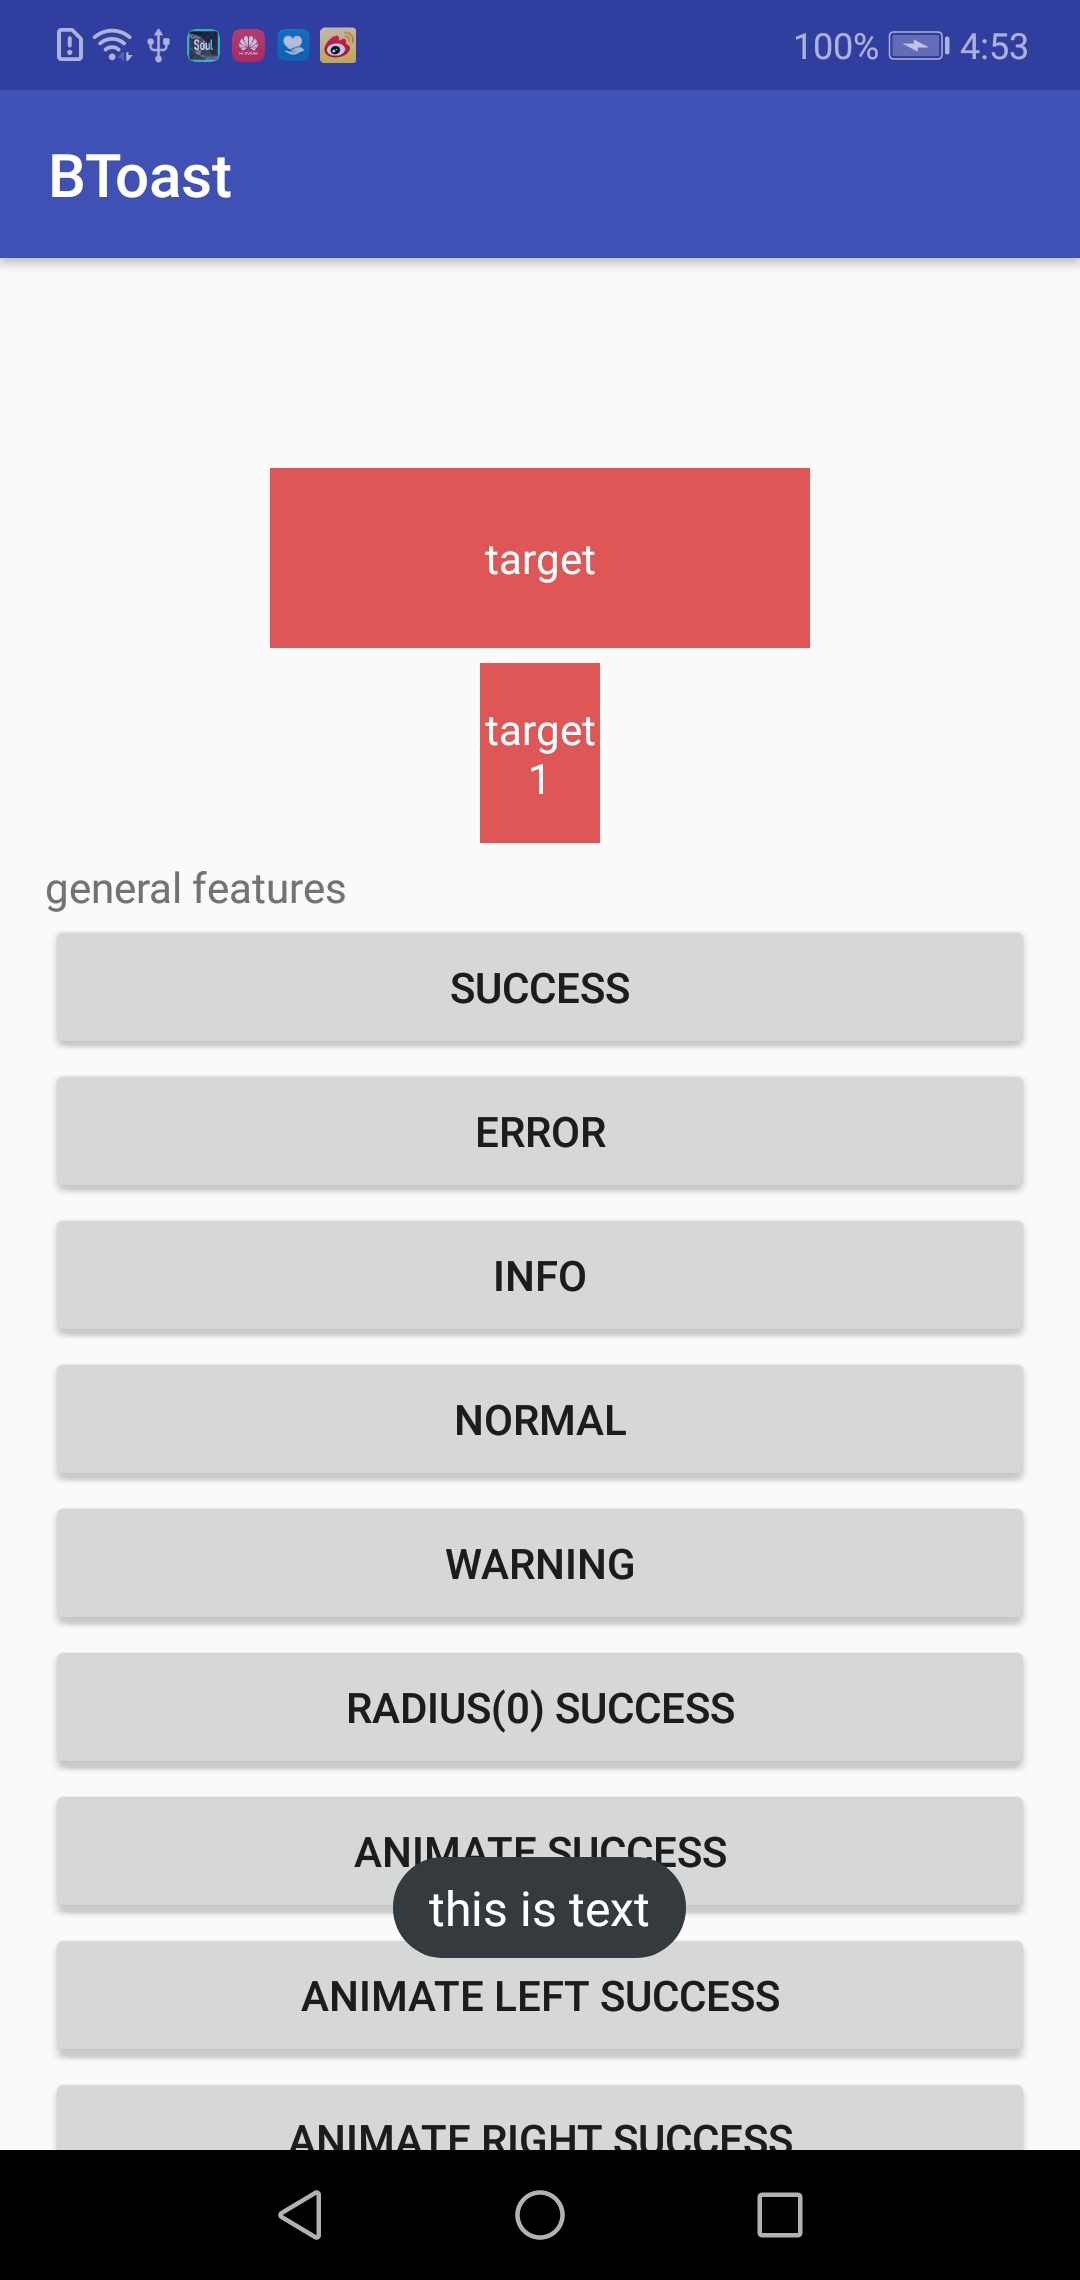 Soul
100% 4:53
BToast
target
target
1
general features
SUCCESS
ERROR
INFO
NORMAL
WARNING
RADIUS(0) SUCCESS
ANIMATE SUCCESS
this is text
ANIMATE LEFT SUCCESS
ANIMATE RIGHT SUCCESS